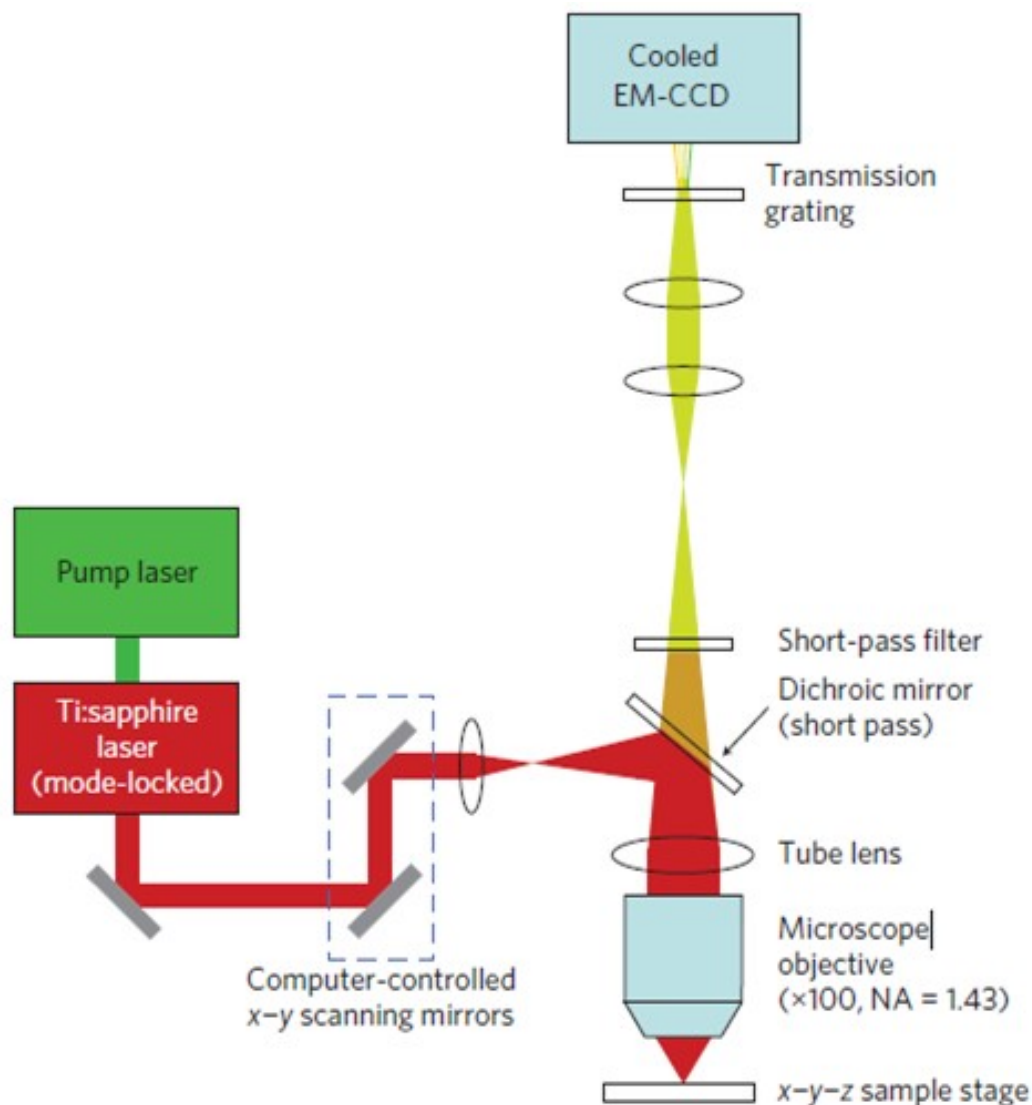 Cooled
EM-CCD
Transmission
grating
Pump laser
Short-pass filter
Dichroic mirror
(short pass)
Ti:sapphire
laser
(mode-locked)
Tube lens
Computer-controlled
x–y scanning mirrors
Microscope
objective
(×100, NA = 1.43)
x–y–z sample stage